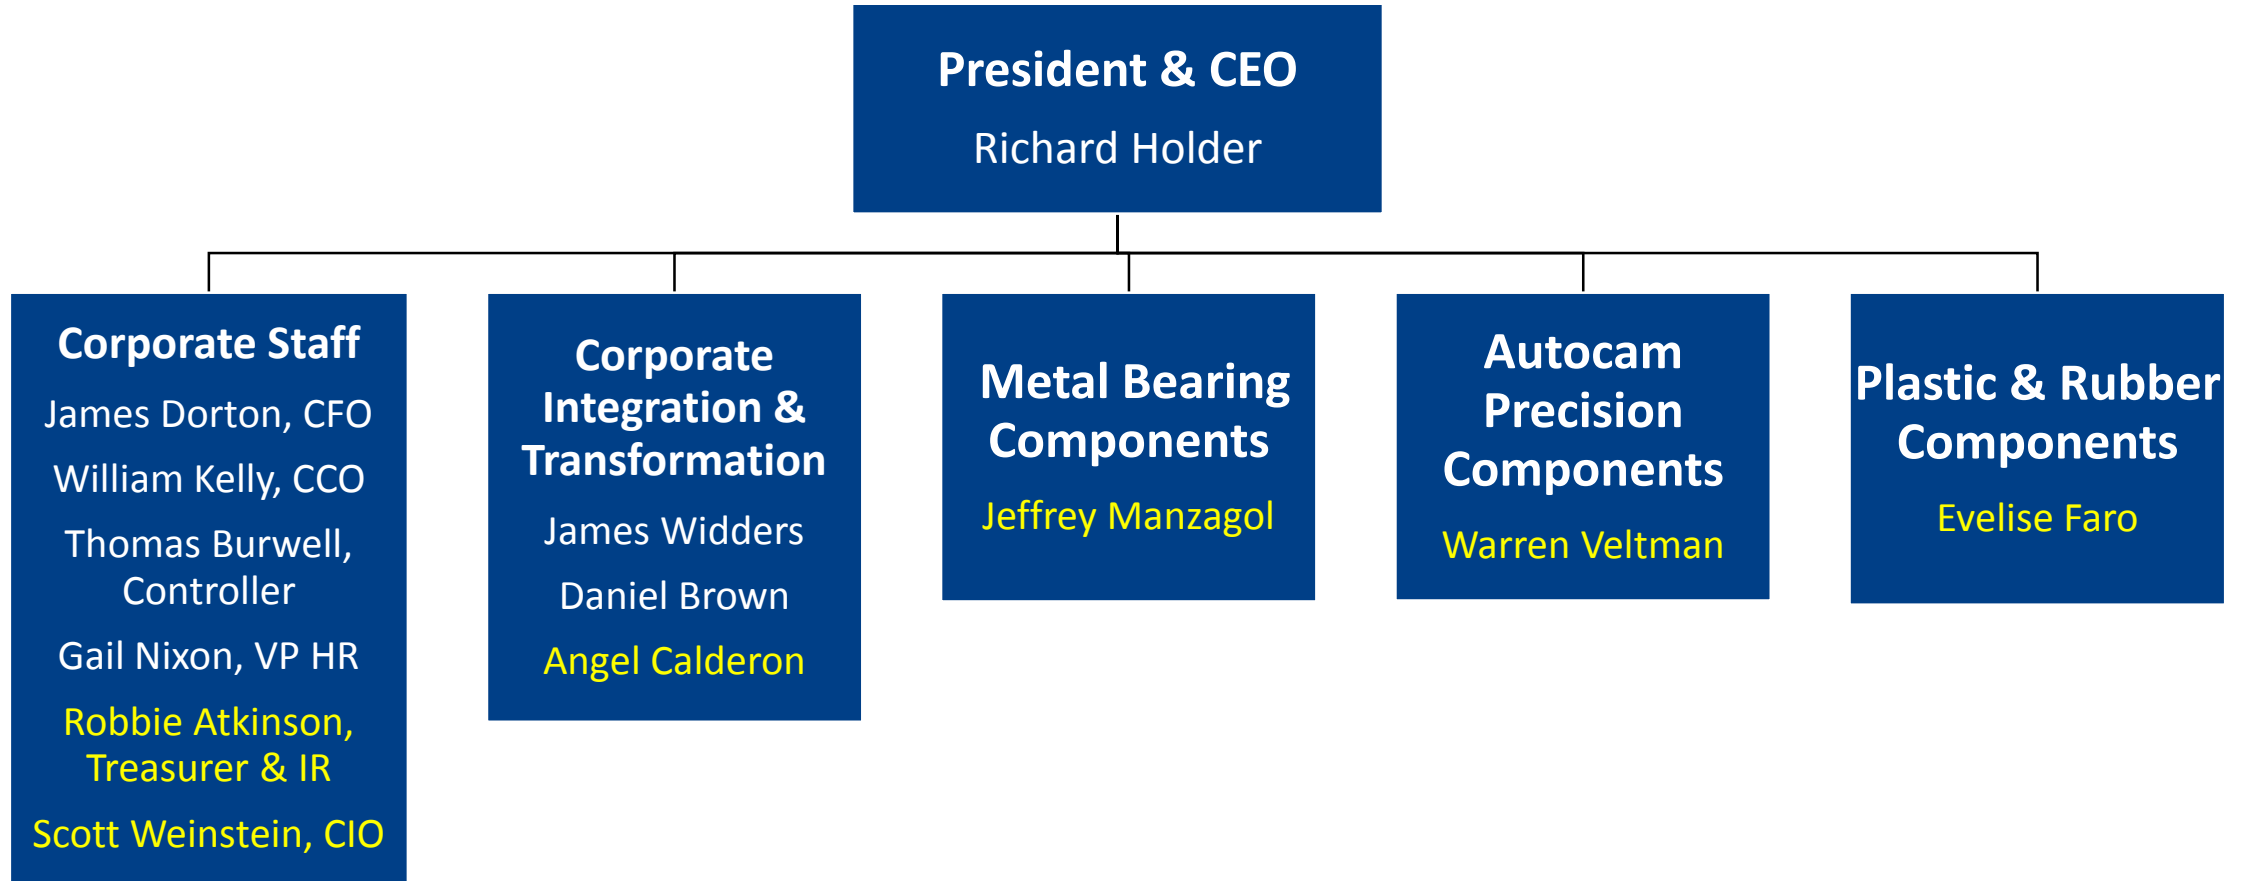 President & CEO
Richard Holder
Corporate Staff
James Dorton, CFO
William Kelly, CCO
Thomas Burwell,
Controller
Gail Nixon, VP HR
Robbie Atkinson,
Treasurer & IR
Scott Weinstein, CIO
Corporate
Integration &
Transformation
James Widders
Daniel Brown
Angel Calderon
Metal Bearing
Components
Jeffrey Manzagol
Autocam
Precision
Components
Warren Veltman
Plastic & Rubber
Components
Evelise Faro